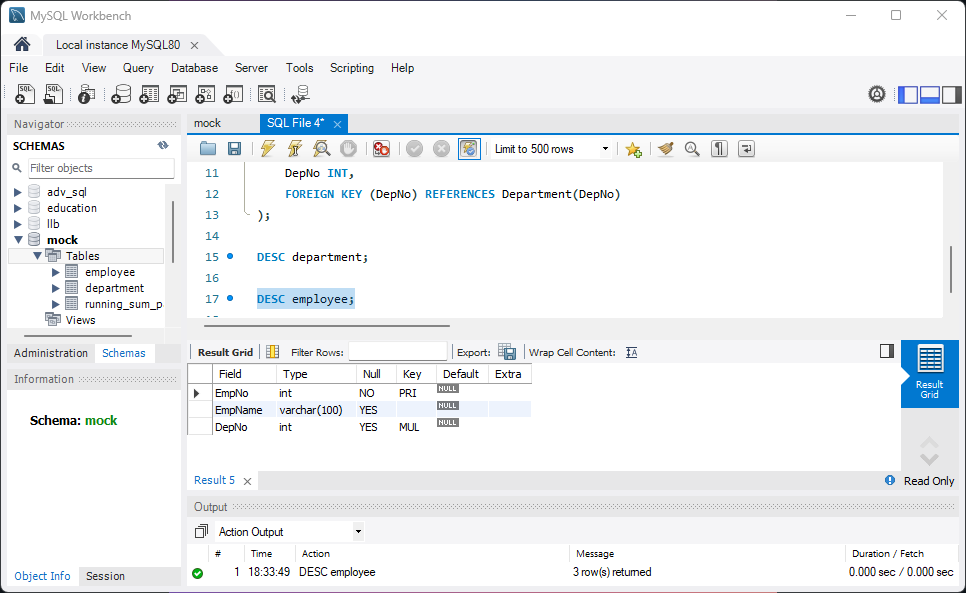 MySQL Workbench
Local instance MySQL80
File Edit View Query Database Server Tools Scripting Help
Navigator
SCHEMAS
Filter objects
adv_sql
education
llb
mock
Tables
employee
department
running_sum_p
Views
Administration Schemas
Information
Schema: mock
Object Info Session
mock SQL File 4*
Limit to 500 rows
11 DepNo INT,
12 FOREIGN KEY (DepNo) REFERENCES Department(DepNo)
13 );
14
15 DESC department;
16
17 DESC employee;
Result Grid Filter Rows: Export: Wrap Cell Content:
Field Type Null Key Default Extra
EmpNo int NO PRI NULL
EmpName varchar(100) YES NULL
DepNo int YES MUL NULL
Result Grid
Result 5
Read Only
Output
Action Output
# Time Action Message Duration / Fetch
1 18:33:49 DESC employee 3 row(s) returned 0.000 sec / 0.000 sec